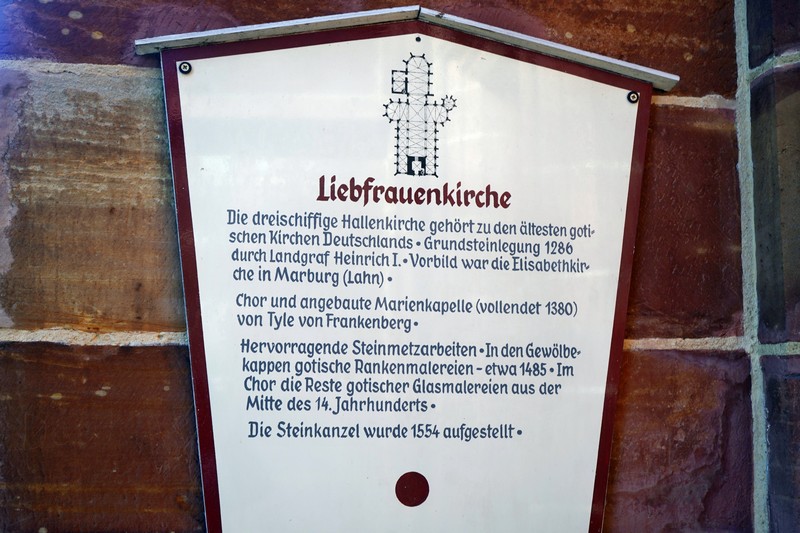 Liebfrauenkirche
Die dreischiffige Hallenkirche gehört zu den ältesten goti-
schen Kirchen Deutschlands • Grundsteinlegung 1286
durch Landgraf Heinrich I. • Vorbild war die Elisabethkir-
che in Marburg (Lahn) •
Chor und angebaute Marienkapelle (vollendet 1380)
von Tyle von Frankenberg •
Hervorragende Steinmetzarbeiten • In den Gewölbe-
kappen gotische Rankenmalereien - etwa 1485 • Im
Chor die Reste gotischer Glasmalereien aus der
Mitte des 14. Jahrhunderts •
Die Steinkanzel wurde 1554 aufgestellt •